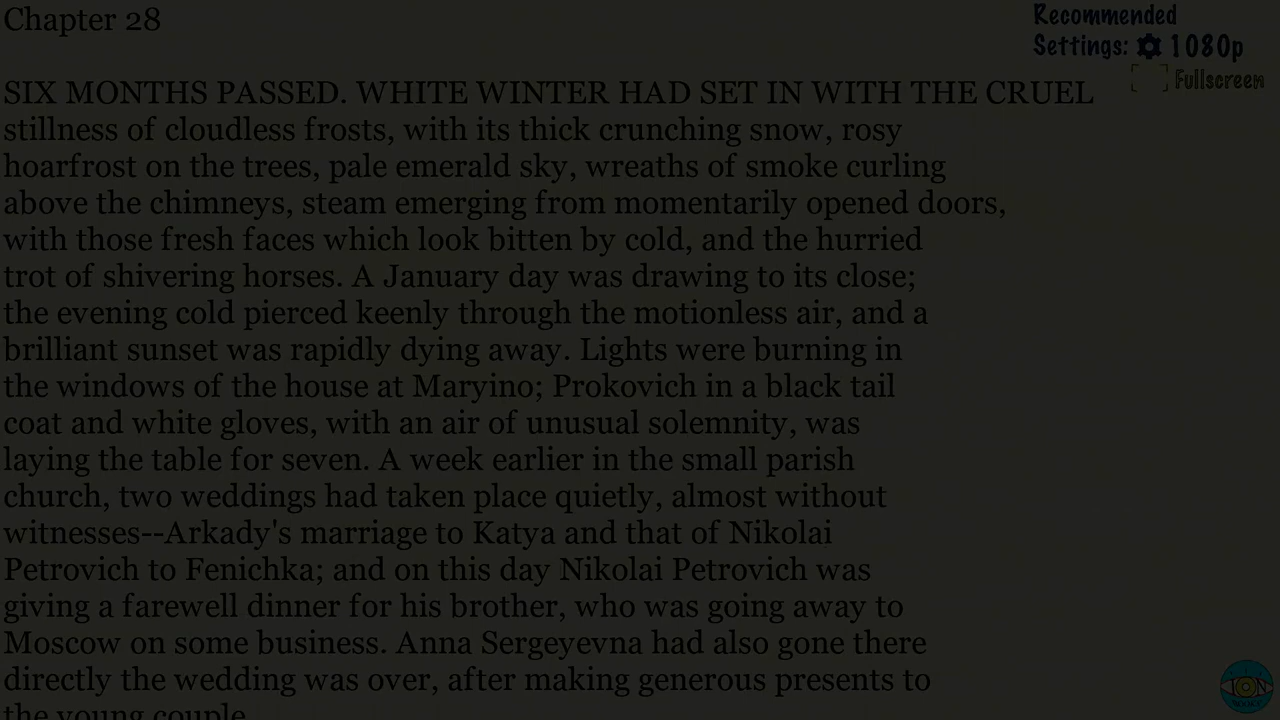 Chapter 28
Recommended
Settings: 1080p
Fullscreen
SIX MONTHS PASSED. WHITE WINTER HAD SET IN WITH THE CRUEL
stillness of cloudless frosts, with its thick crunching snow, rosy
hoarfrost on the trees, pale emerald sky, wreaths of smoke curling
above the chimneys, steam emerging from momentarily opened doors,
with those fresh faces which look bitten by cold, and the hurried
trot of shivering horses. A January day was drawing to its close;
the evening cold pierced keenly through the motionless air, and a
brilliant sunset was rapidly dying away. Lights were burning in
the windows of the house at Maryino; Prokovich in a black tail
coat and white gloves, with an air of unusual solemnity, was
laying the table for seven. A week earlier in the small parish
church, two weddings had taken place quietly, almost without
witnesses--Arkady's marriage to Katya and that of Nikolai
Petrovich to Fenichka; and on this day Nikolai Petrovich was
giving a farewell dinner for his brother, who was going away to
Moscow on some business. Anna Sergeyevna had also gone there
directly the wedding was over, after making generous presents to
the young couple.